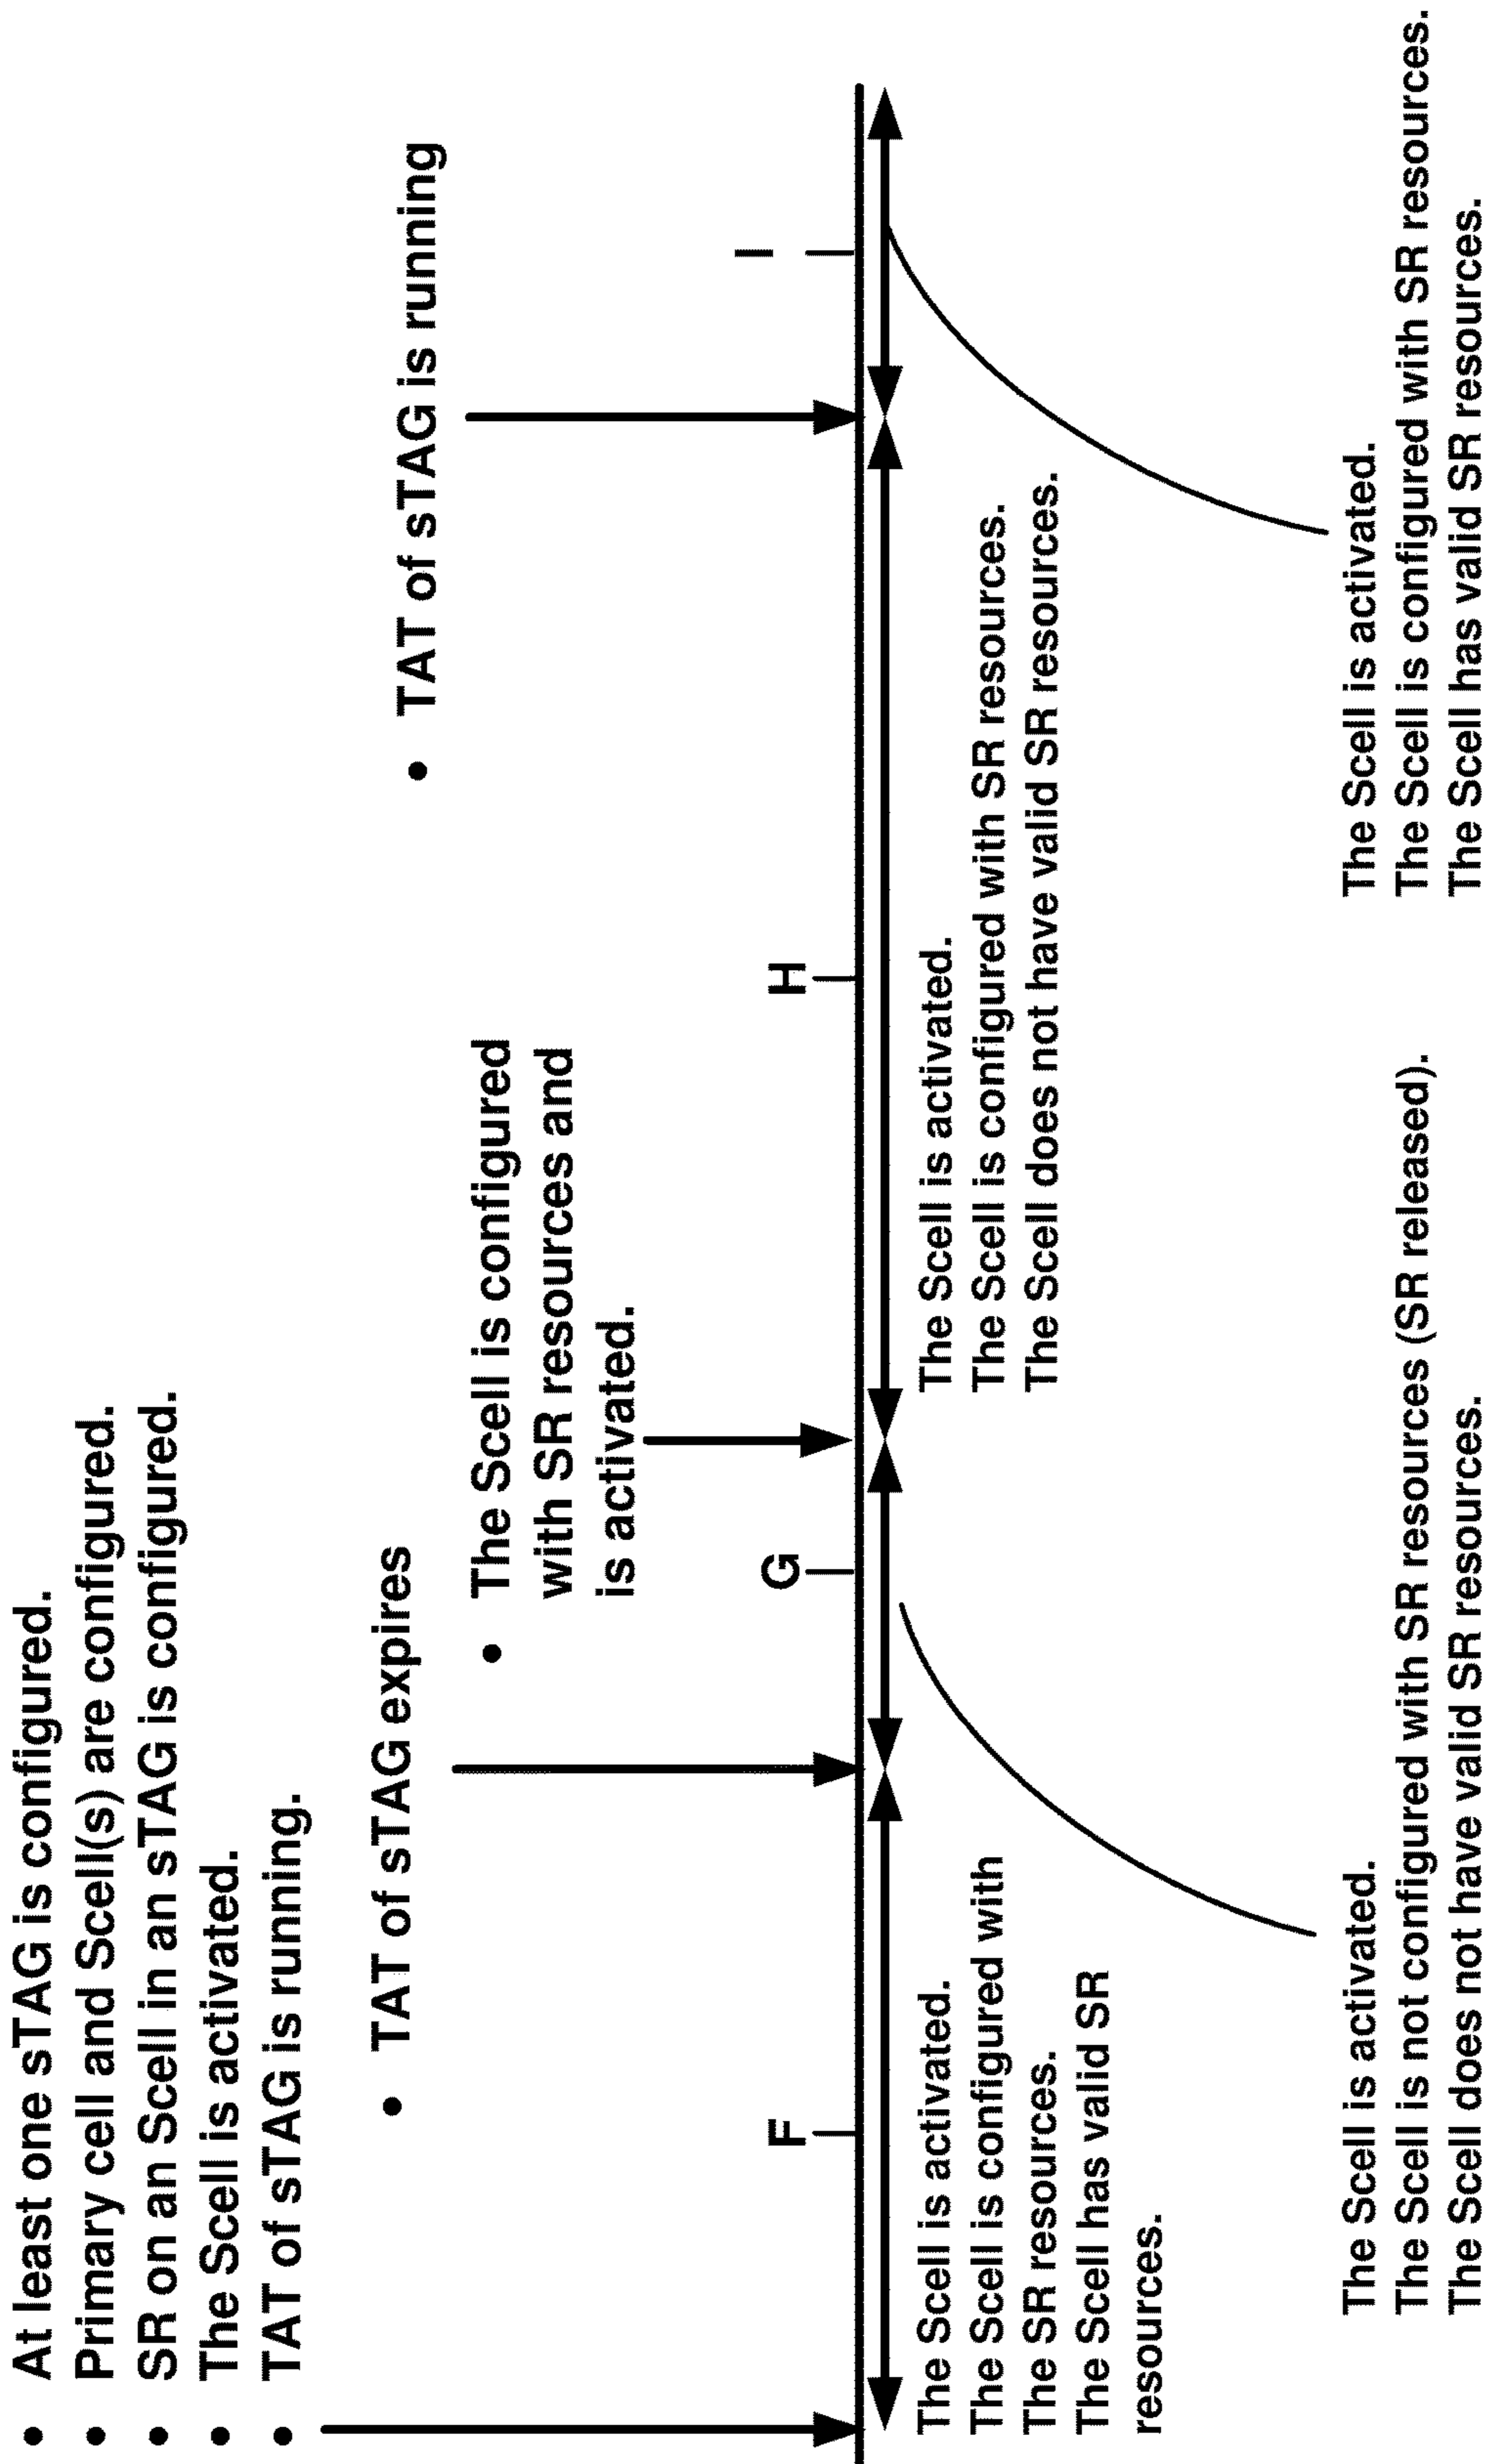 • At least one sTAG is configured.
• Primary cell and Scell(s) are configured.
• SR on an Scell in an sTAG is configured.
• The Scell is activated.
• TAT of sTAG is running.
• TAT of sTAG expires
• The Scell is configured
with SR resources and
is activated.
• TAT of sTAG is running
F
G
H
I
The Scell is activated.
The Scell is configured with
The SR resources.
The Scell has valid SR
resources.
The Scell is activated.
The Scell is configured with SR resources.
The Scell does not have valid SR resources.
The Scell is activated.
The Scell is not configured with SR resources (SR released).
The Scell does not have valid SR resources.
The Scell is activated.
The Scell is configured with SR resources.
The Scell has valid SR resources.